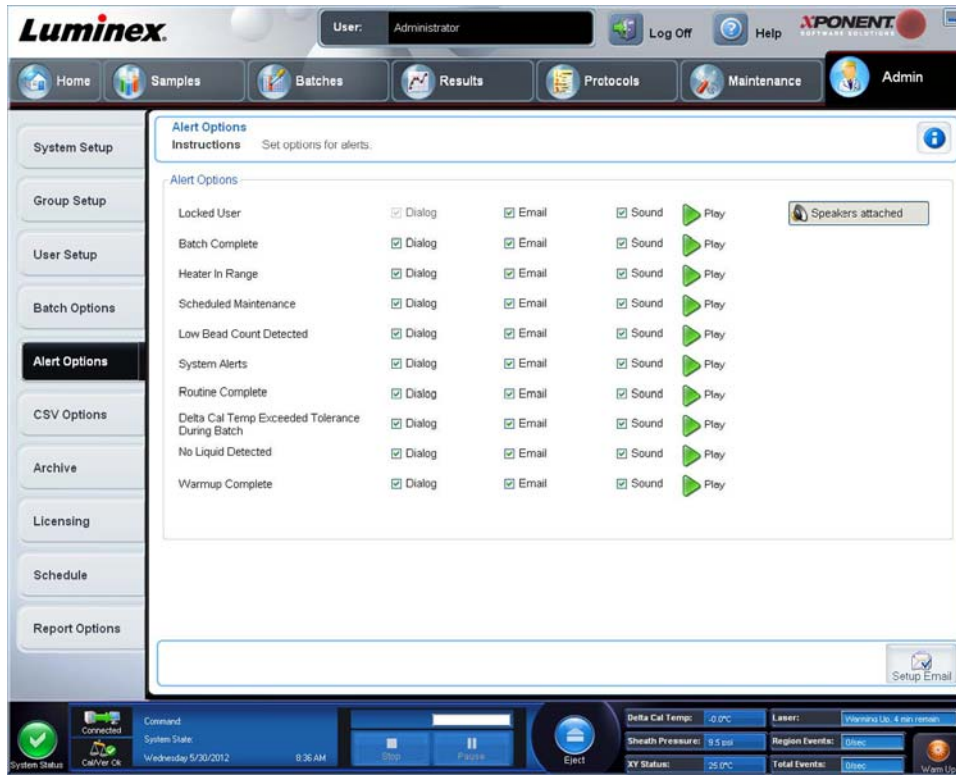 Luminex.
User: Administrator
Log Off
Help
XPONENT.
SOFTWARE SOLUTIONS
Home
Samples
Batches
Results
Protocols
Maintenance
Admin
System Setup
Group Setup
User Setup
Batch Options
Alert Options
CSV Options
Archive
Licensing
Schedule
Report Options
Alert Options
Instructions Set options for alerts.
Alert Options
Locked User Dialog Email Sound Play Speakers attached
Batch Complete Dialog Email Sound Play
Heater In Range Dialog Email Sound Play
Scheduled Maintenance Dialog Email Sound Play
Low Bead Count Detected Dialog Email Sound Play
System Alerts Dialog Email Sound Play
Routine Complete Dialog Email Sound Play
Delta Cal Temp Exceeded Tolerance
During Batch Dialog Email Sound Play
No Liquid Detected Dialog Email Sound Play
Warmup Complete Dialog Email Sound Play
Setup Email
System Status
Connected
Cal/Ver Ok
Command
System State:
Wednesday 5/30/2012 8:36 AM
Stop
Pause
Eject
Delta Cal Temp: -0.0°C
Laser: Warming Up, 4 min remain
Sheath Pressure: 9.5 psi
Region Events: 0/sec
XY Status: 25.0°C
Total Events: 0/sec
Warm Up